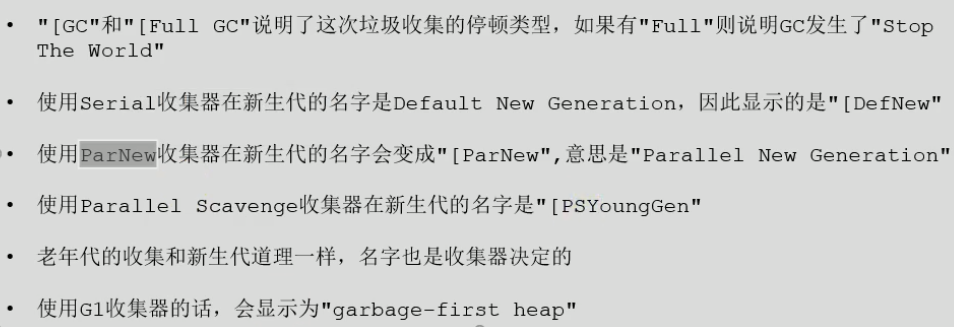 • "[GC"和"[Full GC"说明了这次垃圾收集的停顿类型，如果有"Full"则说明GC发生了"Stop
The World"
• 使用Serial收集器在新生代的名字是Default New Generation，因此显示的是"[DefNew"
• 使用ParNew收集器在新生代的名字会变成"[ParNew",意思是"Parallel New Generation"
• 使用Parallel Scavenge收集器在新生代的名字是"[PSYoungGen"
• 老年代的收集和新生代道理一样，名字也是收集器决定的
• 使用G1收集器的话，会显示为"garbage-first heap"